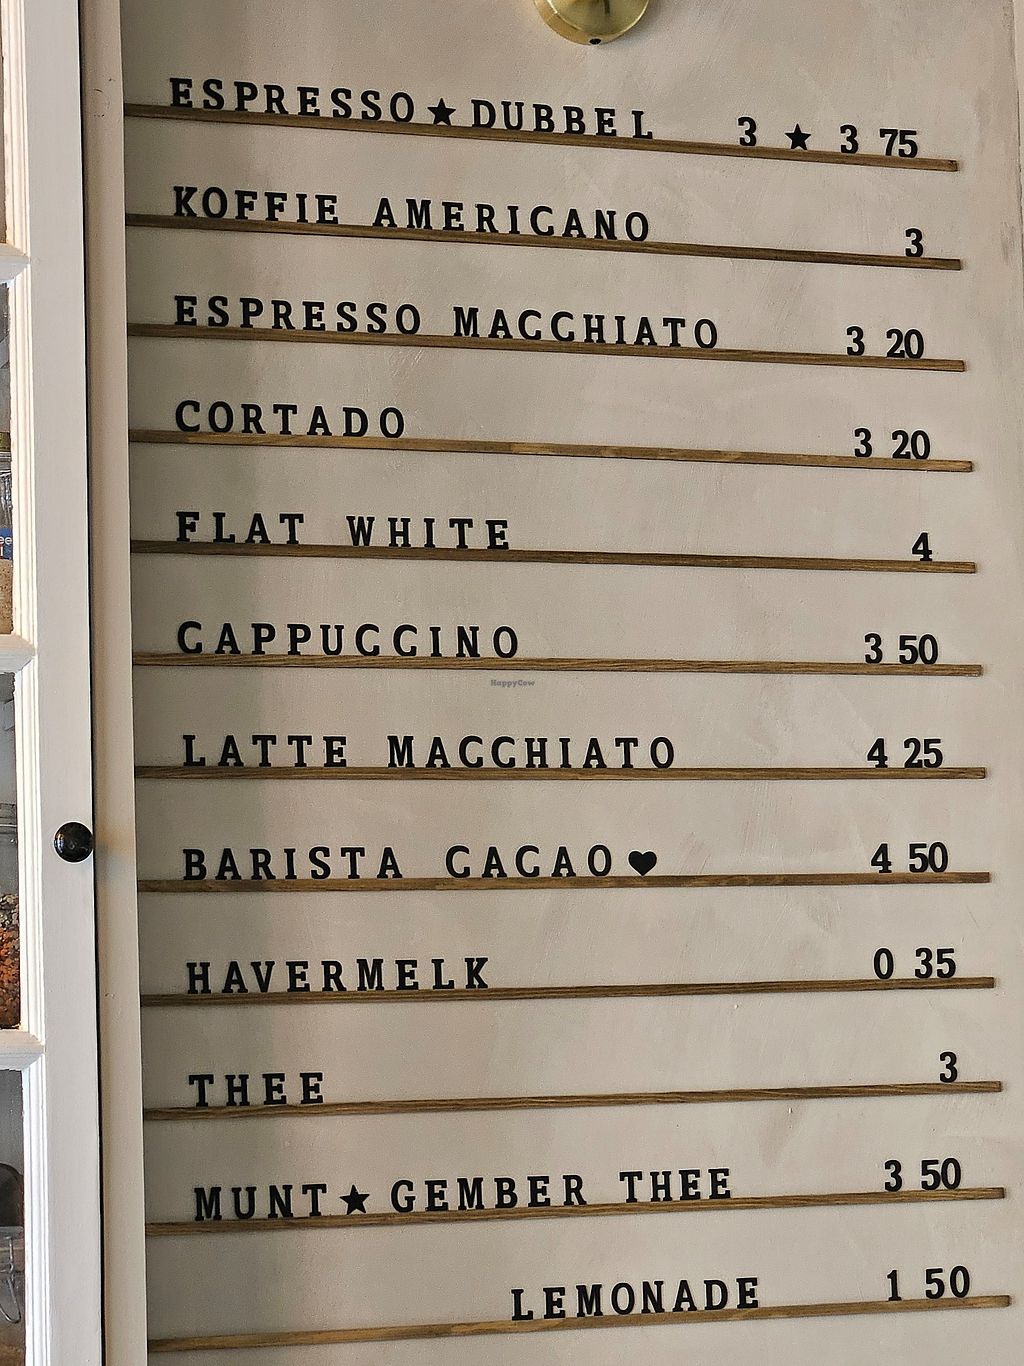 ESPRESSO★DUBBEL 3 ★ 3 75
KOFFIE AMERICANO 3
ESPRESSO MACCHIATO 3 20
CORTADO 3 20
FLAT WHITE 4
CAPPUCCINO 3 50
HappyCow
LATTE MACCHIATO 4 25
BARISTA CACAO♥ 4 50
HAVERMELK 0 35
THEE 3
MUNT★GEMBER THEE 3 50
LEMONADE 1 50